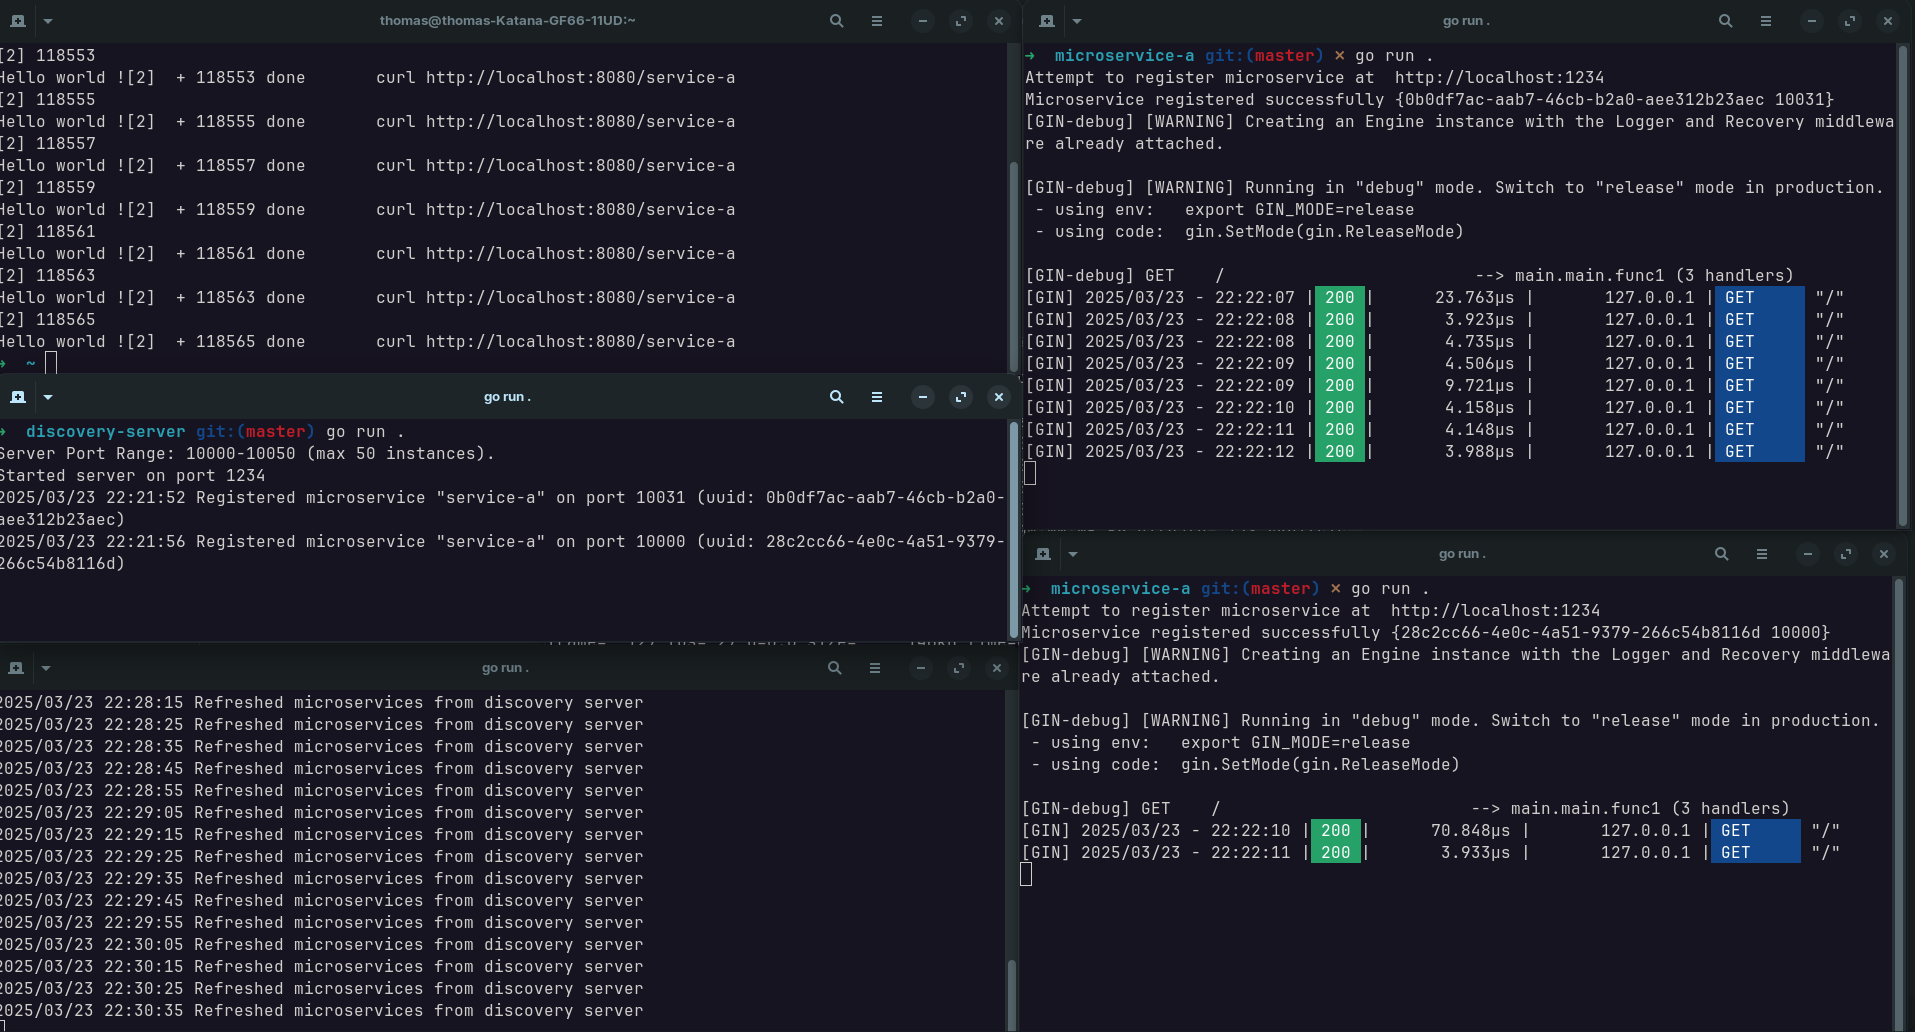 thomas@thomas-Katana-GF66-11UD:~
[2] 118553
Hello world ![2]  + 118553 done       curl http://localhost:8080/service-a
[2] 118555
Hello world ![2]  + 118555 done       curl http://localhost:8080/service-a
[2] 118557
Hello world ![2]  + 118557 done       curl http://localhost:8080/service-a
[2] 118559
Hello world ![2]  + 118559 done       curl http://localhost:8080/service-a
[2] 118561
Hello world ![2]  + 118561 done       curl http://localhost:8080/service-a
[2] 118563
Hello world ![2]  + 118563 done       curl http://localhost:8080/service-a
[2] 118565
Hello world ![2]  + 118565 done       curl http://localhost:8080/service-a
→  ~
go run .
→  discovery-server git:(master) go run .
Server Port Range: 10000-10050 (max 50 instances).
Started server on port 1234
2025/03/23 22:21:52 Registered microservice "service-a" on port 10031 (uuid: 0b0df7ac-aab7-46cb-b2a0-
aee312b23aec)
2025/03/23 22:21:56 Registered microservice "service-a" on port 10000 (uuid: 28c2cc66-4e0c-4a51-9379-
266c54b8116d)
go run .
2025/03/23 22:28:15 Refreshed microservices from discovery server
2025/03/23 22:28:25 Refreshed microservices from discovery server
2025/03/23 22:28:35 Refreshed microservices from discovery server
2025/03/23 22:28:45 Refreshed microservices from discovery server
2025/03/23 22:28:55 Refreshed microservices from discovery server
2025/03/23 22:29:05 Refreshed microservices from discovery server
2025/03/23 22:29:15 Refreshed microservices from discovery server
2025/03/23 22:29:25 Refreshed microservices from discovery server
2025/03/23 22:29:35 Refreshed microservices from discovery server
2025/03/23 22:29:45 Refreshed microservices from discovery server
2025/03/23 22:29:55 Refreshed microservices from discovery server
2025/03/23 22:30:05 Refreshed microservices from discovery server
2025/03/23 22:30:15 Refreshed microservices from discovery server
2025/03/23 22:30:25 Refreshed microservices from discovery server
2025/03/23 22:30:35 Refreshed microservices from discovery server
go run .
→  microservice-a git:(master) × go run .
Attempt to register microservice at  http://localhost:1234
Microservice registered successfully {0b0df7ac-aab7-46cb-b2a0-aee312b23aec 10031}
[GIN-debug] [WARNING] Creating an Engine instance with the Logger and Recovery middlewa
re already attached.
[GIN-debug] [WARNING] Running in "debug" mode. Switch to "release" mode in production.
 - using env:   export GIN_MODE=release
 - using code:  gin.SetMode(gin.ReleaseMode)
[GIN-debug] GET    /                         --> main.main.func1 (3 handlers)
[GIN] 2025/03/23 - 22:22:07 | 200 |      23.763µs |       127.0.0.1 | GET      "/"
[GIN] 2025/03/23 - 22:22:08 | 200 |       3.923µs |       127.0.0.1 | GET      "/"
[GIN] 2025/03/23 - 22:22:08 | 200 |       4.735µs |       127.0.0.1 | GET      "/"
[GIN] 2025/03/23 - 22:22:09 | 200 |       4.506µs |       127.0.0.1 | GET      "/"
[GIN] 2025/03/23 - 22:22:09 | 200 |       9.721µs |       127.0.0.1 | GET      "/"
[GIN] 2025/03/23 - 22:22:10 | 200 |       4.158µs |       127.0.0.1 | GET      "/"
[GIN] 2025/03/23 - 22:22:11 | 200 |       4.148µs |       127.0.0.1 | GET      "/"
[GIN] 2025/03/23 - 22:22:12 | 200 |       3.988µs |       127.0.0.1 | GET      "/"
go run .
→  microservice-a git:(master) × go run .
Attempt to register microservice at  http://localhost:1234
Microservice registered successfully {28c2cc66-4e0c-4a51-9379-266c54b8116d 10000}
[GIN-debug] [WARNING] Creating an Engine instance with the Logger and Recovery middlewa
re already attached.
[GIN-debug] [WARNING] Running in "debug" mode. Switch to "release" mode in production.
 - using env:   export GIN_MODE=release
 - using code:  gin.SetMode(gin.ReleaseMode)
[GIN-debug] GET    /                         --> main.main.func1 (3 handlers)
[GIN] 2025/03/23 - 22:22:10 | 200 |      70.848µs |       127.0.0.1 | GET      "/"
[GIN] 2025/03/23 - 22:22:11 | 200 |       3.933µs |       127.0.0.1 | GET      "/"